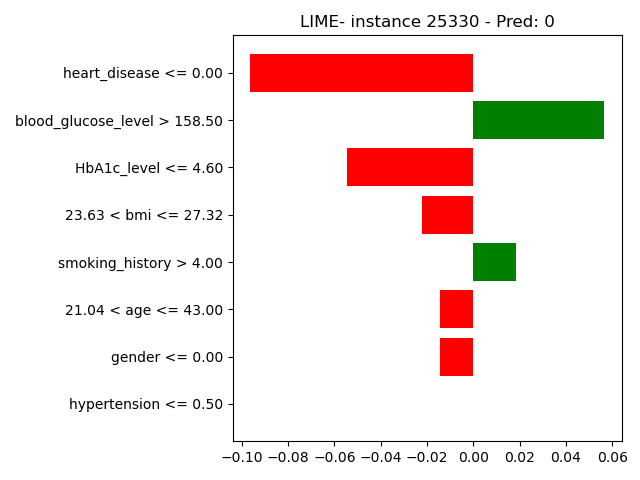 LIME- instance 25330 - Pred: 0
heart_disease <= 0.00
blood_glucose_level > 158.50
HbA1c_level <= 4.60
23.63 < bmi <= 27.32
smoking_history > 4.00
21.04 < age <= 43.00
gender <= 0.00
hypertension <= 0.50
−0.10 −0.08 −0.06 −0.04 −0.02 0.00 0.02 0.04 0.06